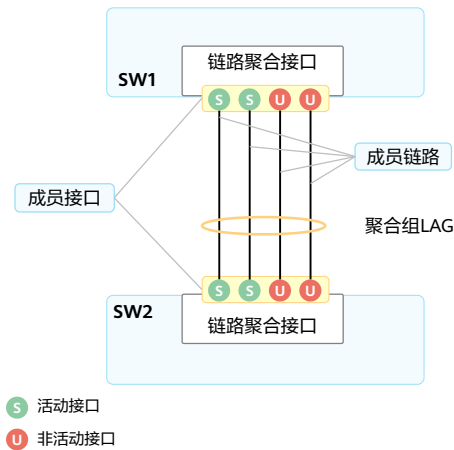 链路聚合接口
SW1
S S U U
成员链路
成员接口
聚合组LAG
S S U U
SW2
链路聚合接口
S 活动接口
U 非活动接口